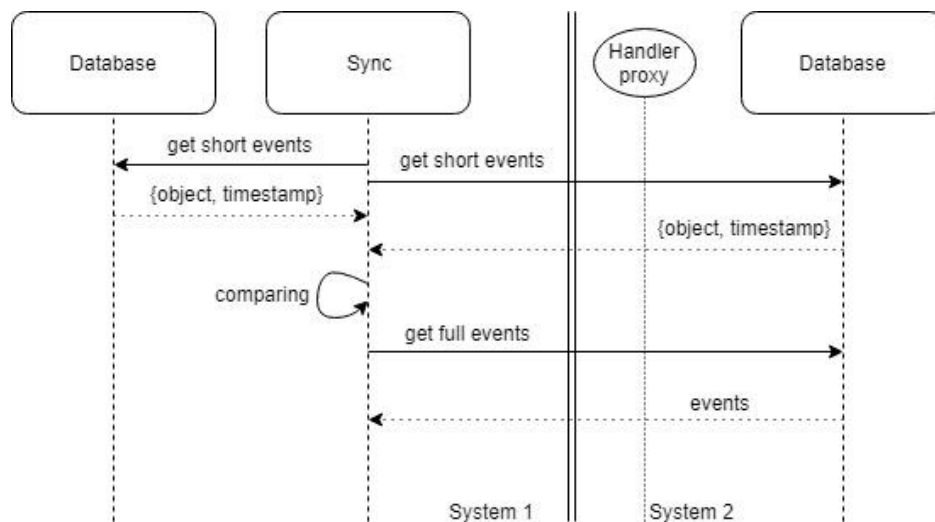 Database
Sync
Handler
proxy
Database
get short events
get short events
{object, timestamp}
{object, timestamp}
comparing
get full events
events
System 1
System 2